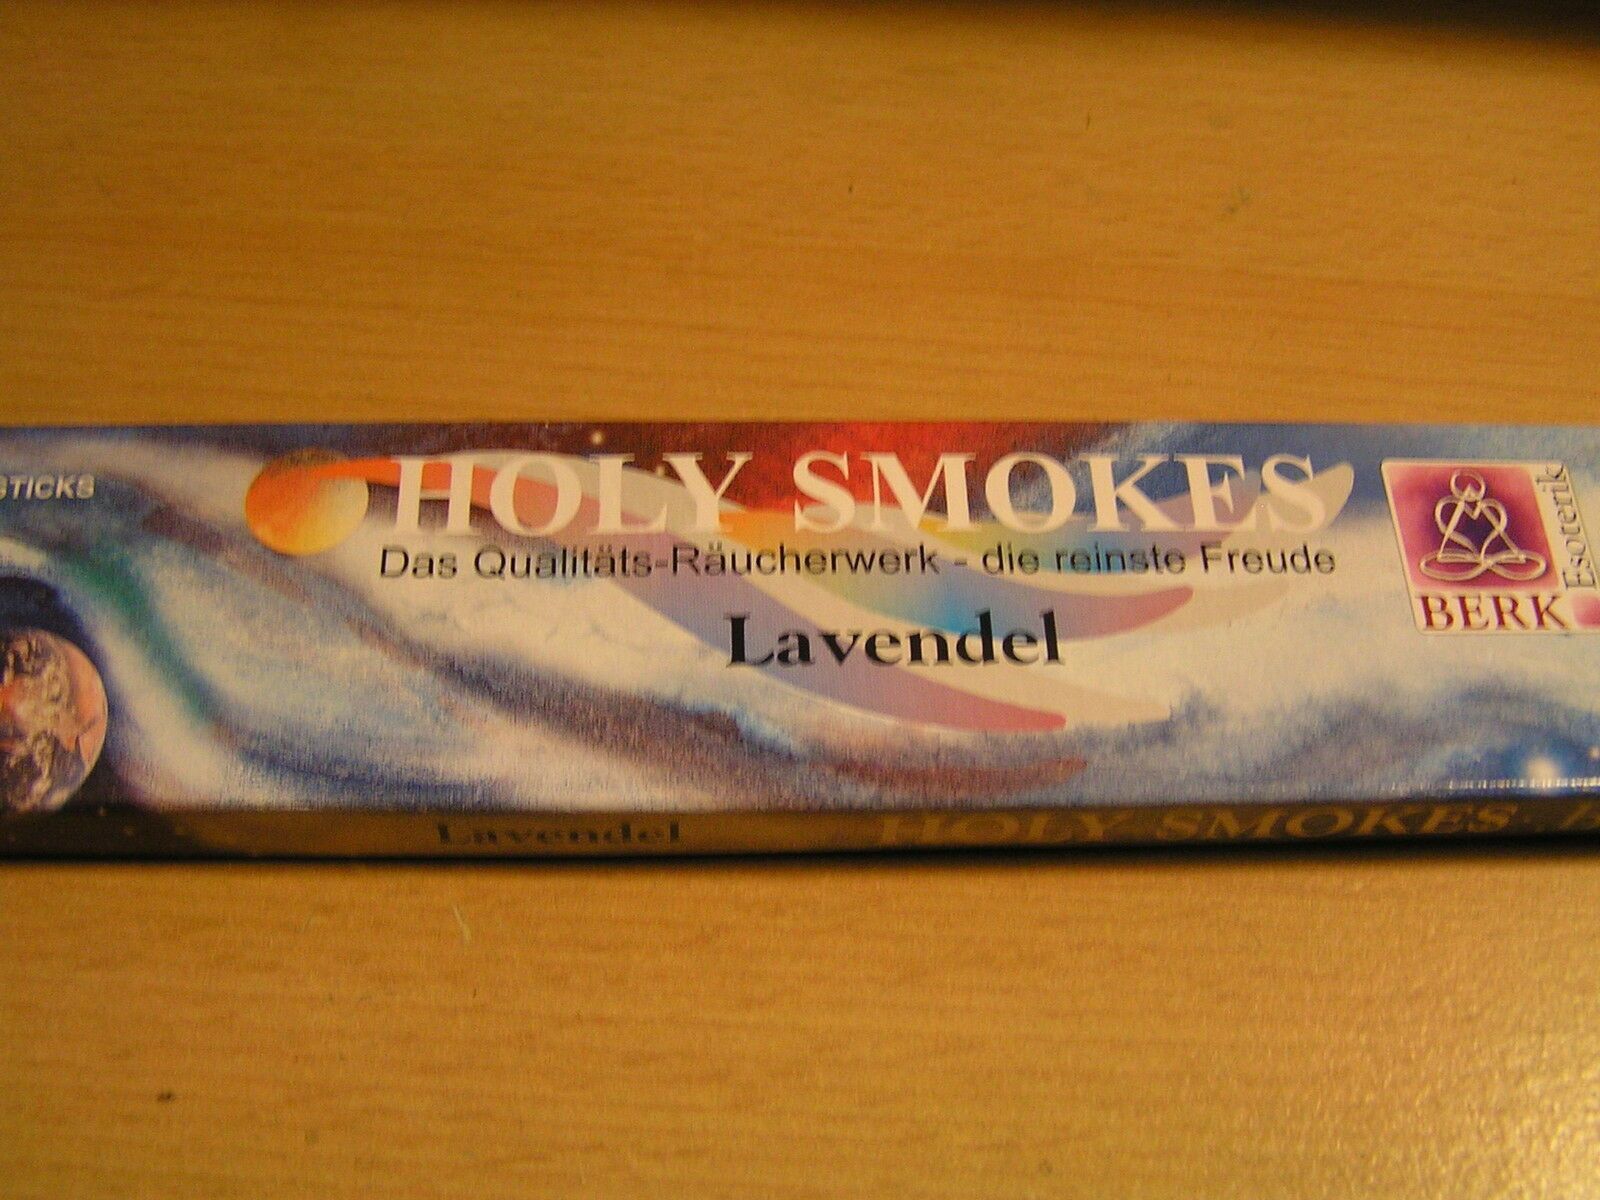 STICKS
HOLY SMOKES
Das Qualitäts-Räucherwerk - die reinste Freude
Lavendel
Esoterik
BERK
Lavendel
HOLY SMOKES